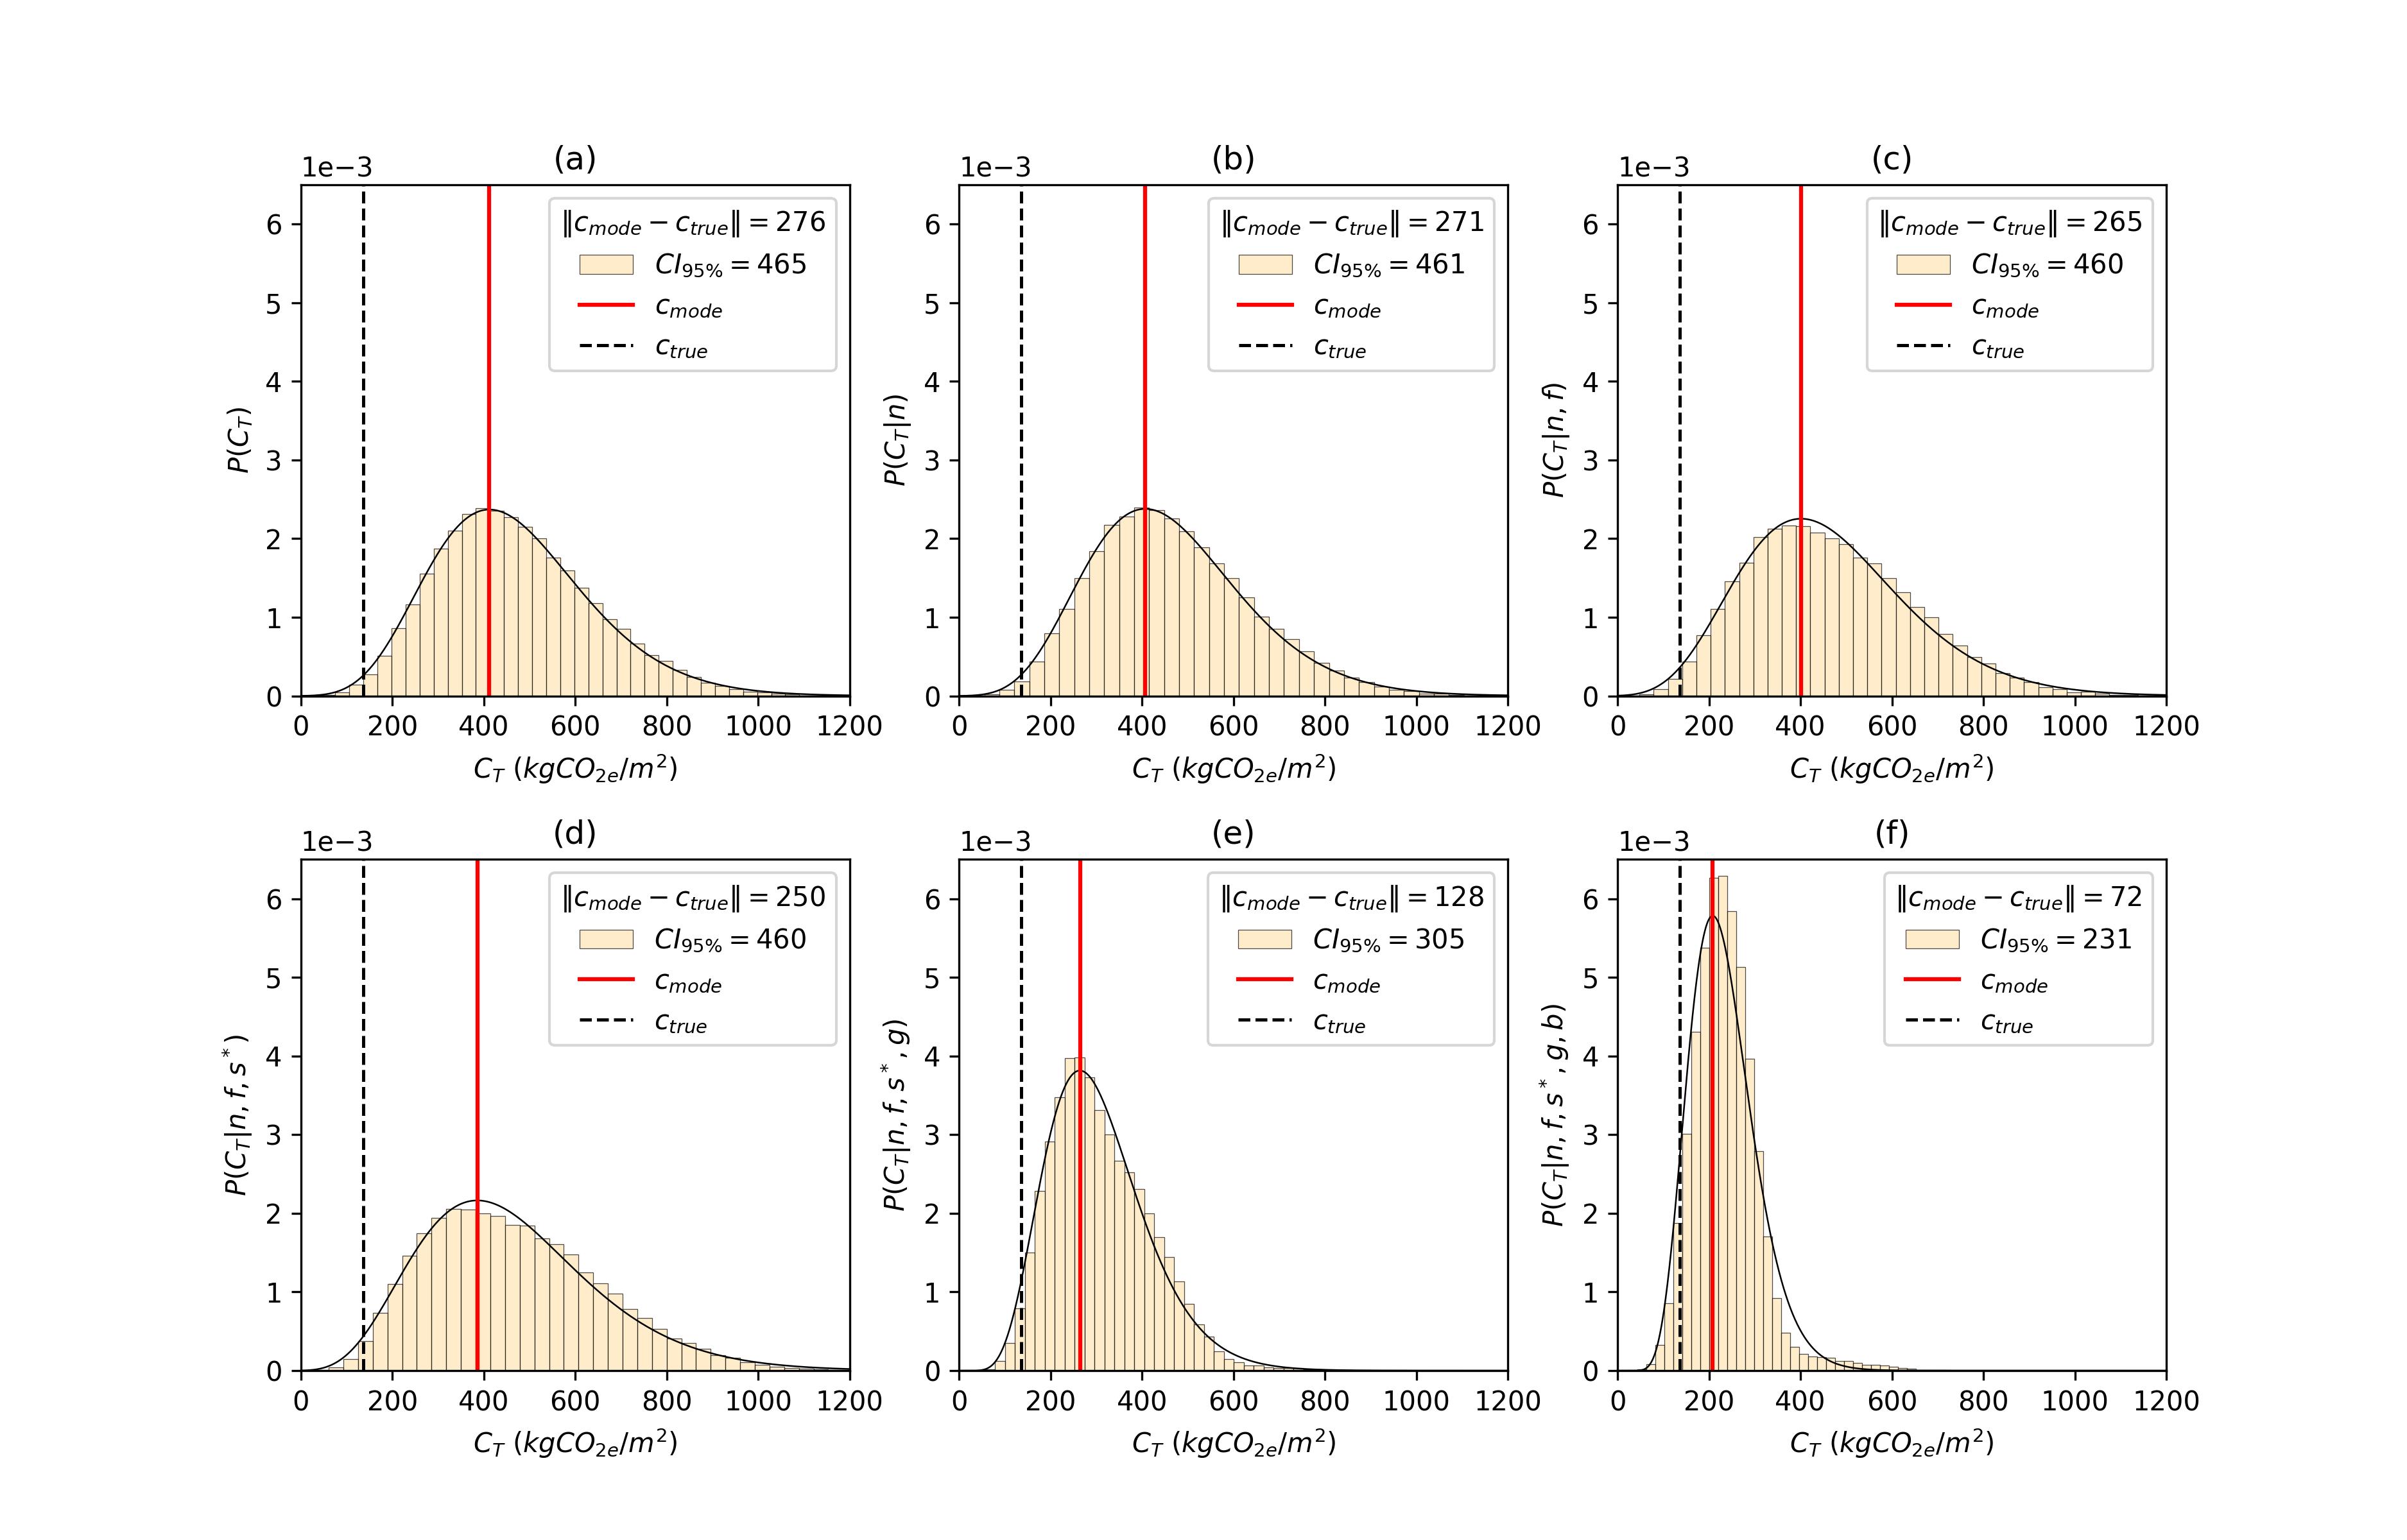 (a)
1e−3
‖c_mode − c_true‖ = 276
CI_95% = 465
c_mode
c_true
P(C_T)
6
5
4
3
2
1
0
0 200 400 600 800 1000 1200
C_T (kgCO_2e/m²)
(b)
1e−3
‖c_mode − c_true‖ = 271
CI_95% = 461
c_mode
c_true
P(C_T|n)
6
5
4
3
2
1
0
0 200 400 600 800 1000 1200
C_T (kgCO_2e/m²)
(c)
1e−3
‖c_mode − c_true‖ = 265
CI_95% = 460
c_mode
c_true
P(C_T|n, f)
6
5
4
3
2
1
0
0 200 400 600 800 1000 1200
C_T (kgCO_2e/m²)
(d)
1e−3
‖c_mode − c_true‖ = 250
CI_95% = 460
c_mode
c_true
P(C_T|n, f, s*)
6
5
4
3
2
1
0
0 200 400 600 800 1000 1200
C_T (kgCO_2e/m²)
(e)
1e−3
‖c_mode − c_true‖ = 128
CI_95% = 305
c_mode
c_true
P(C_T|n, f, s*, g)
6
5
4
3
2
1
0
0 200 400 600 800 1000 1200
C_T (kgCO_2e/m²)
(f)
1e−3
‖c_mode − c_true‖ = 72
CI_95% = 231
c_mode
c_true
P(C_T|n, f, s*, g, b)
6
5
4
3
2
1
0
0 200 400 600 800 1000 1200
C_T (kgCO_2e/m²)